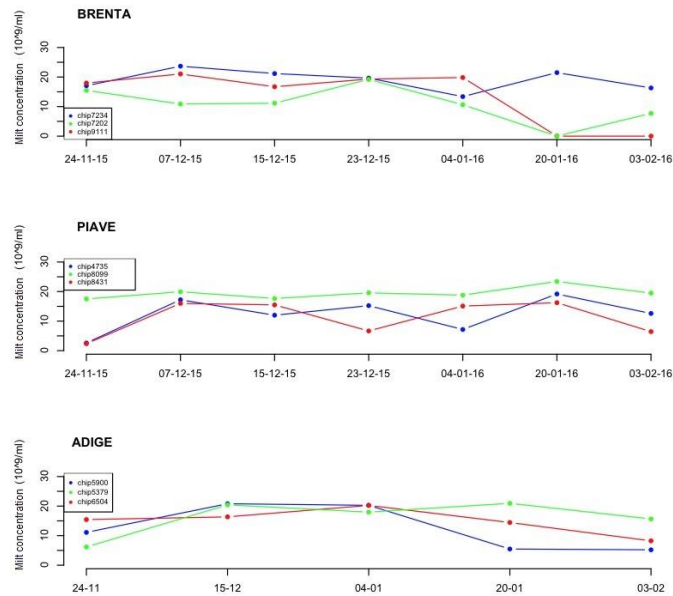 BRENTA
Milt concentration (10^9/ml)
30
20
10
0
chip7234
chip7202
chip9111
24-11-15 07-12-15 15-12-15 23-12-15 04-01-16 20-01-16 03-02-16
PIAVE
Milt concentration (10^9/ml)
30
20
10
0
chip4735
chip8099
chip8431
24-11-15 07-12-15 15-12-15 23-12-15 04-01-16 20-01-16 03-02-16
ADIGE
Milt concentration (10^9/ml)
30
20
10
0
chip5900
chip5379
chip6504
24-11 15-12 04-01 20-01 03-02